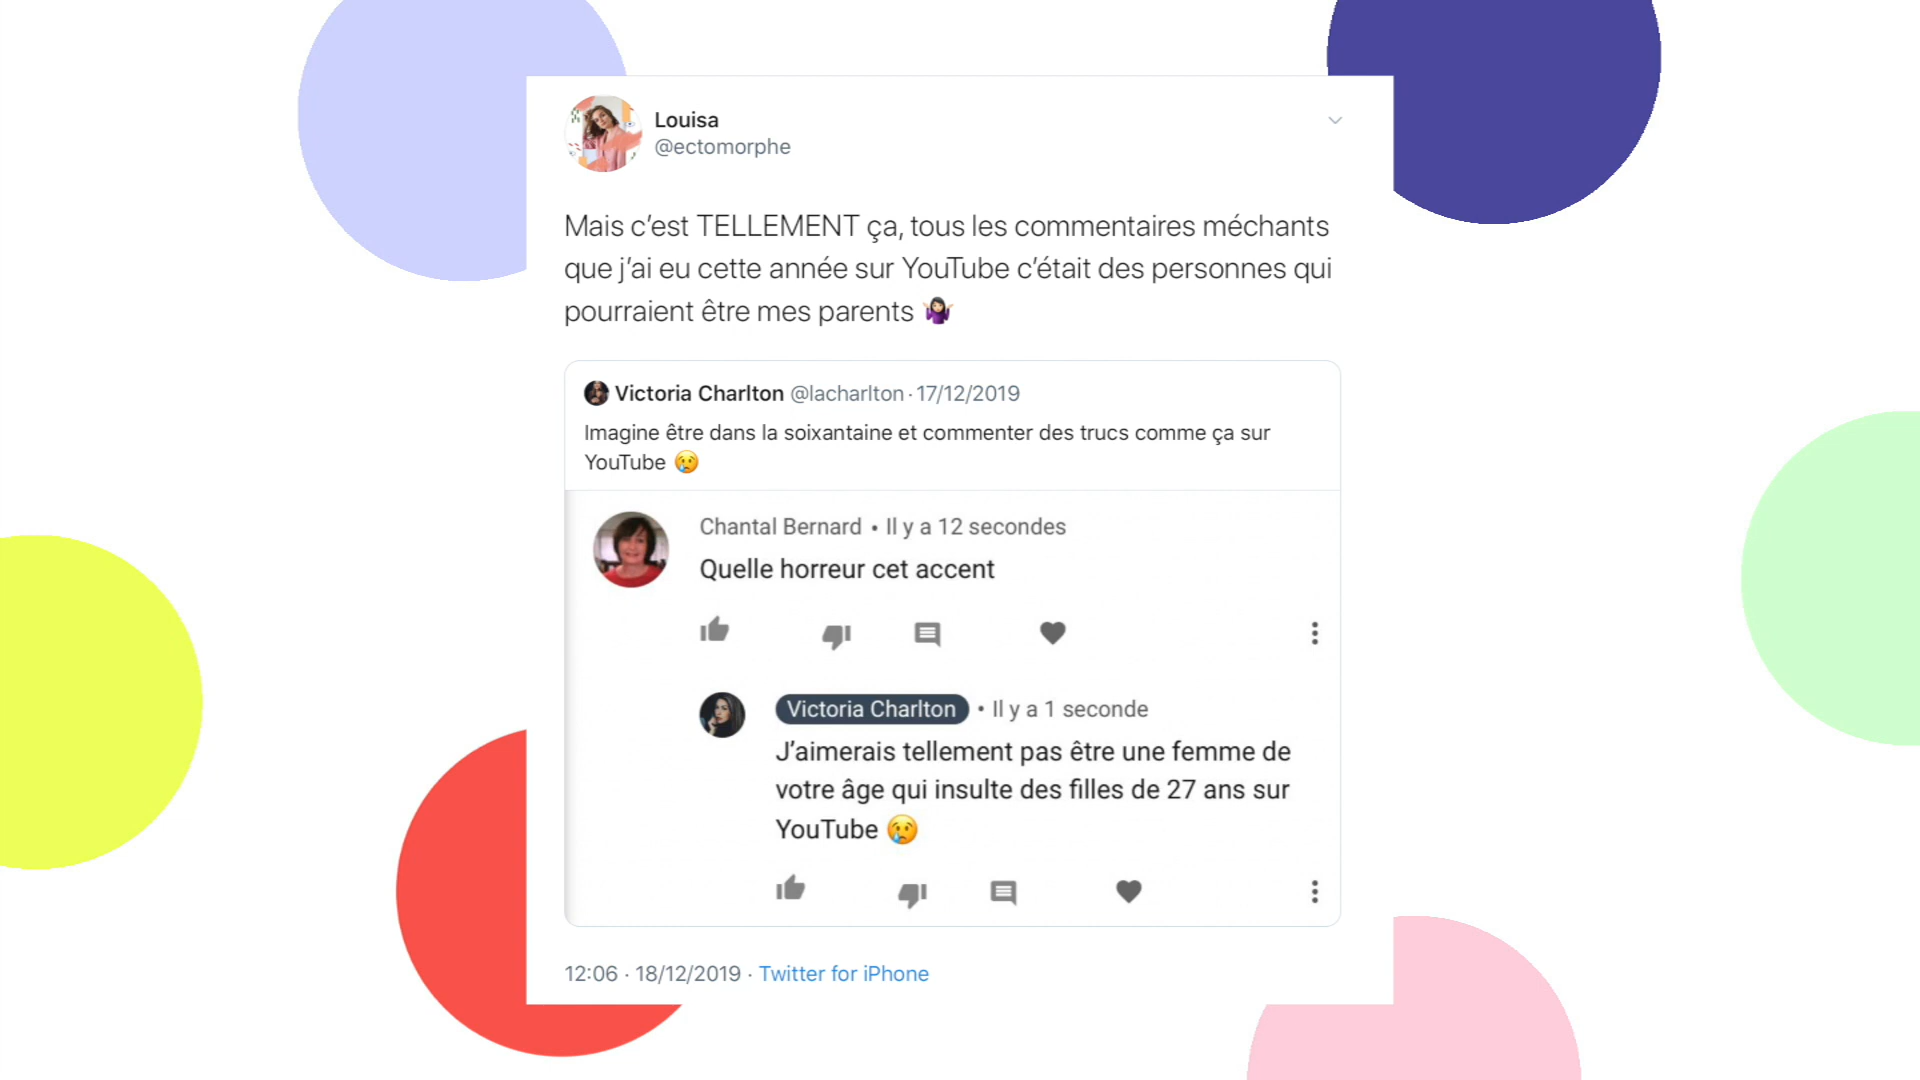 Louisa
@ectomorphe
Mais c’est TELLEMENT ça, tous les commentaires méchants
que j’ai eu cette année sur YouTube c’était des personnes qui
pourraient être mes parents 🤷🏻‍♀️
Victoria Charlton @lacharlton · 17/12/2019
Imagine être dans la soixantaine et commenter des trucs comme ça sur
YouTube 😢
Chantal Bernard • Il y a 12 secondes
Quelle horreur cet accent
Victoria Charlton • Il y a 1 seconde
J’aimerais tellement pas être une femme de
votre âge qui insulte des filles de 27 ans sur
YouTube 😢
12:06 · 18/12/2019 · Twitter for iPhone